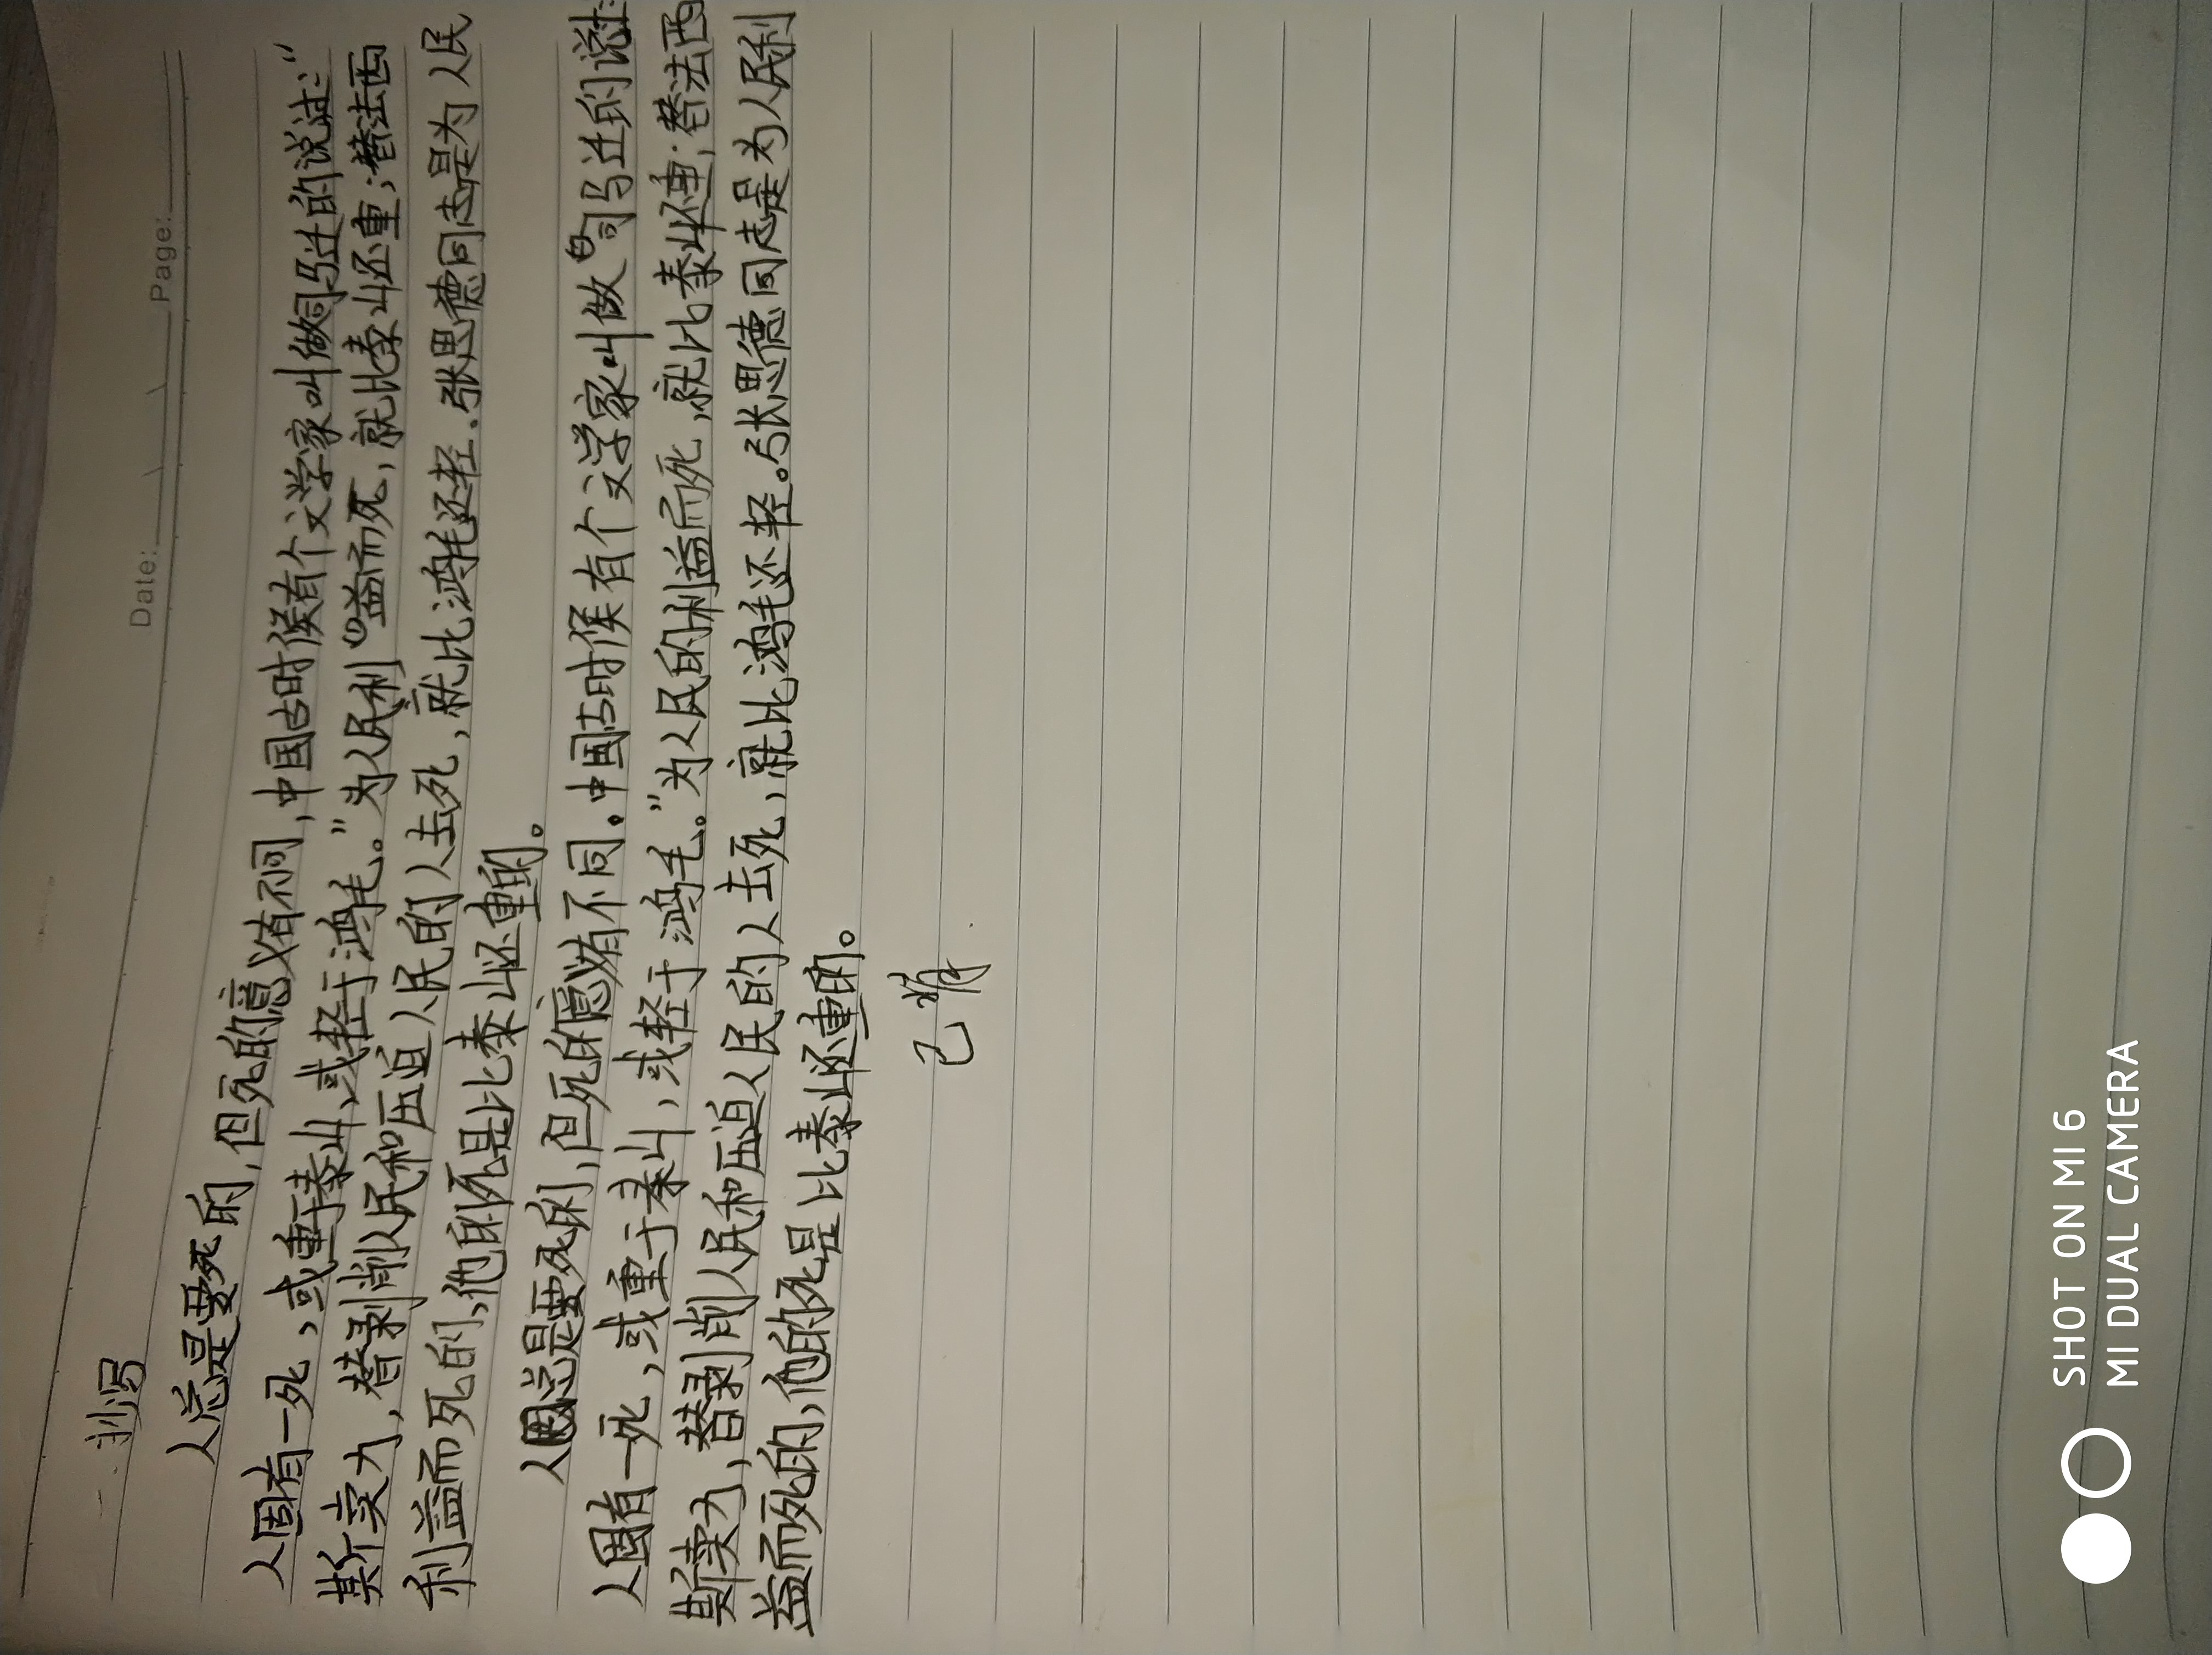 一.抄写
Date: \ \ Page:
人总是要死的,但死的意义有不同,中国古时候有个文学家叫做司马迁的说过:“
人固有一死,或重于泰山,或轻于鸿毛。”为人民利益而死,就比泰山还重;替法西
斯卖力,替剥削人民和压迫人民的人去死,就比鸿毛还轻.张思德同志是为人民
利益而死的,他的死是比泰山还重的。
人总是要死的,但死的意义有不同。中国古时候有个文学家叫做司马迁的说过:
人固有一死,或重于泰山,或轻于鸿毛。”为人民的利益而死,就比泰山还重;替法西
斯卖力,替剥削人民和压迫人民的人去死,就比鸿毛还轻。张思德同志是为人民利
益而死的,他的死是比泰山还重的。
已背.
SHOT ON MI 6
MI DUAL CAMERA